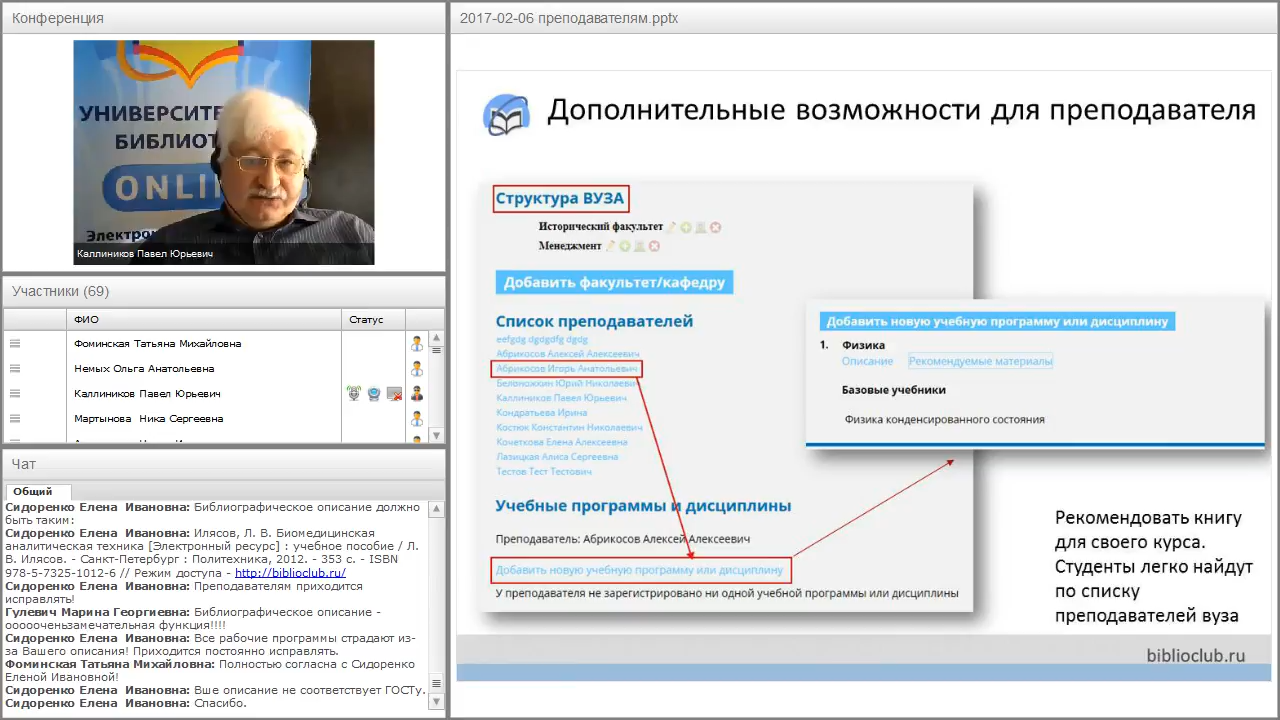 Конференция
УНИВЕРСИТЕ
БИБЛИОТ
ONLI
Электрон
Каллиников Павел Юрьевич
Участники (69)
ФИО
Статус
Фоминская Татьяна Михайловна
Немых Ольга Анатольевна
Каллиников Павел Юрьевич
Мартынова Ника Сергеевна
Чат
Общий
Сидоренко Елена Ивановна: Библиографическое описание должно
быть таким:
Сидоренко Елена Ивановна: Илясов, Л. В. Биомедицинская
аналитическая техника [Электронный ресурс] : учебное пособие / Л.
В. Илясов. - Санкт-Петербург : Политехника, 2012. - 353 с. - ISBN
978-5-7325-1012-6 // Режим доступа - http://biblioclub.ru/
Сидоренко Елена Ивановна: Преподавателям приходится
исправлять!
Гулевич Марина Георгиевна: Библиографическое описание -
оооооченьзамечательная функция!!!!
Сидоренко Елена Ивановна: Все рабочие программы страдают из-
за Вашего описания! Приходится постоянно исправлять.
Фоминская Татьяна Михайловна: Полностью согласна с Сидоренко
Еленой Ивановной!
Сидоренко Елена Ивановна: Вше описание не соответствует ГОСТу.
Сидоренко Елена Ивановна: Спасибо.
2017-02-06 преподавателям.pptx
Дополнительные возможности для преподавателя
Структура ВУЗА
Исторический факультет
Менеджмент
Добавить факультет/кафедру
Список преподавателей
eefgdg dgdgdfg dgdg
Абрикосов Алексей Алексеевич
Абрикосов Игорь Анатольевич
Белоножкин Юрий Николаевич
Каллиников Павел Юрьевич
Кондратьева Ирина
Костюк Константин Николаевич
Кочеткова Елена Алексеевна
Лазицкая Алиса Сергеевна
Тестов Тест Тестович
Учебные программы и дисциплины
Преподаватель: Абрикосов Алексей Алексеевич
Добавить новую учебную программу или дисциплину
У преподавателя не зарегистрировано ни одной учебной программы или дисциплины
Добавить новую учебную программу или дисциплину
1. Физика
Описание Рекомендуемые материалы
Базовые учебники
Физика конденсированного состояния
Рекомендовать книгу
для своего курса.
Студенты легко найдут
по списку
преподавателей вуза
biblioclub.ru